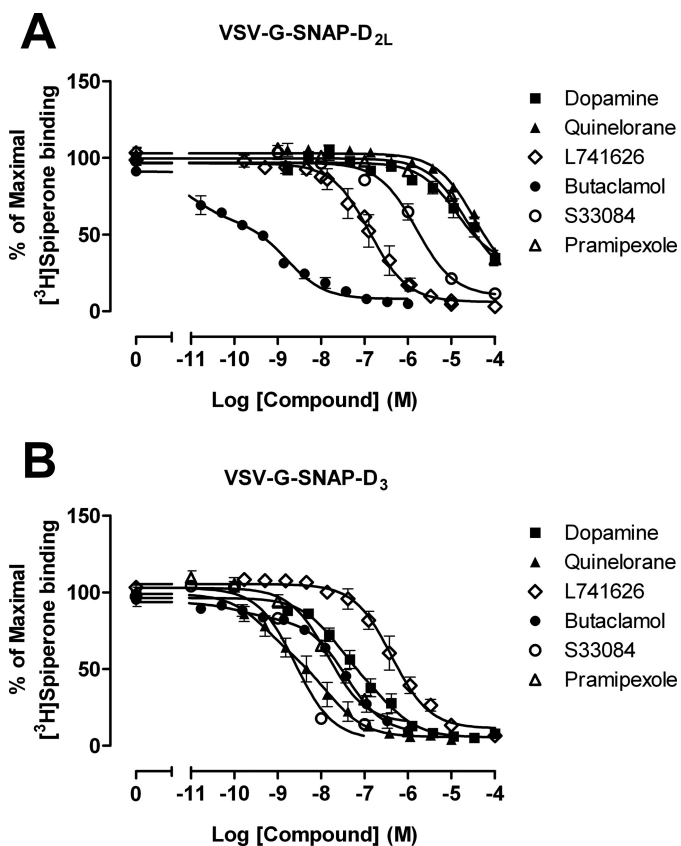 A
VSV-G-SNAP-D2L
% of Maximal
[3H]Spiperone binding
150
100
50
0
0 -11 -10 -9 -8 -7 -6 -5 -4
Log [Compound] (M)
Dopamine
Quinelorane
L741626
Butaclamol
S33084
Pramipexole
B
VSV-G-SNAP-D3
% of Maximal
[3H]Spiperone binding
150
100
50
0
0 -11 -10 -9 -8 -7 -6 -5 -4
Log [Compound] (M)
Dopamine
Quinelorane
L741626
Butaclamol
S33084
Pramipexole